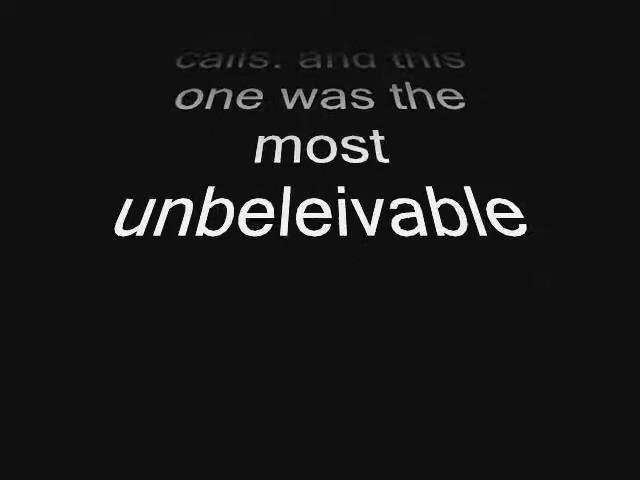 calls. and this
one was the
most
unbeleivable